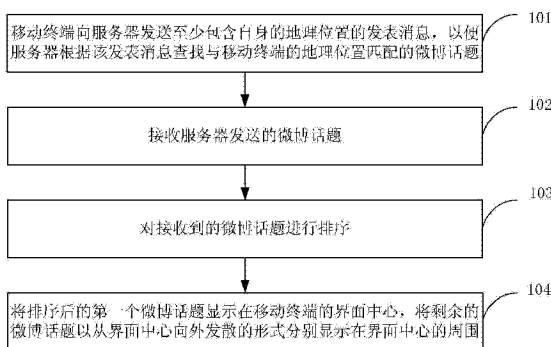 移动终端向服务器发送至少包含自身的地理位置的发表消息，以便
服务器根据该发表消息查找与移动终端的地理位置匹配的微博话题
101
接收服务器发送的微博话题
102
对接收到的微博话题进行排序
103
将排序后的第一个微博话题显示在移动终端的界面中心，将剩余的
微博话题以从界面中心向外发散的形式分别显示在界面中心的周围
104